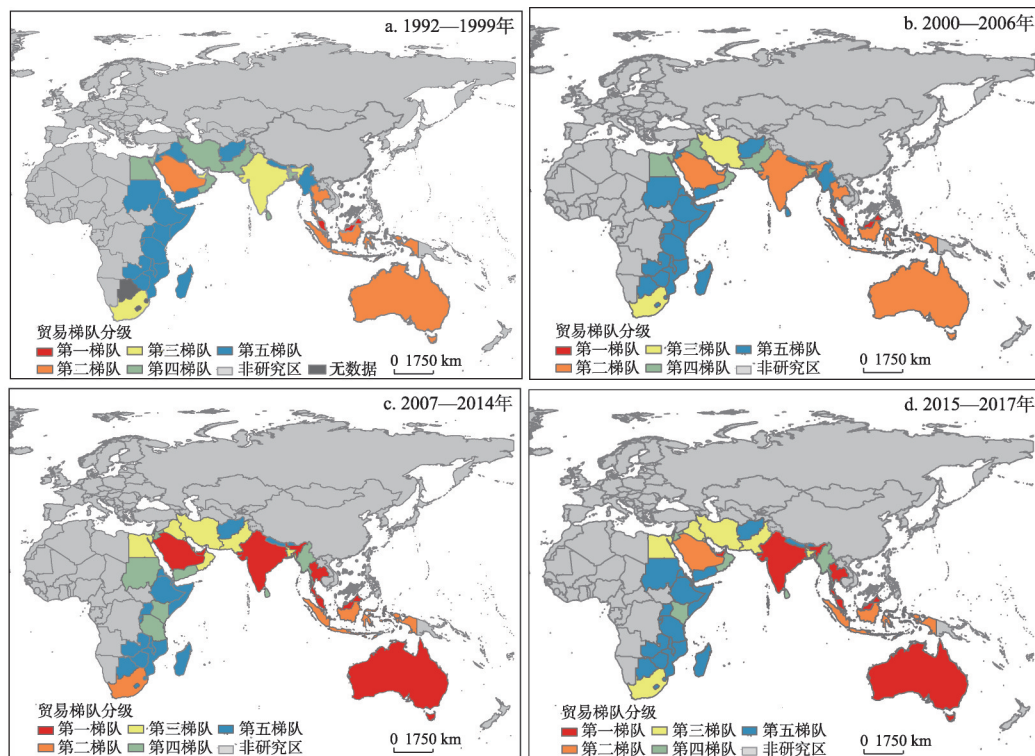 a. 1992—1999年
贸易梯队分级
第一梯队 第三梯队 第五梯队
第二梯队 第四梯队 非研究区 无数据
0 1750 km
b. 2000—2006年
贸易梯队分级
第一梯队 第三梯队 第五梯队
第二梯队 第四梯队 非研究区
0 1750 km
c. 2007—2014年
贸易梯队分级
第一梯队 第三梯队 第五梯队
第二梯队 第四梯队 非研究区
0 1750 km
d. 2015—2017年
贸易梯队分级
第一梯队 第三梯队 第五梯队
第二梯队 第四梯队 非研究区
0 1750 km